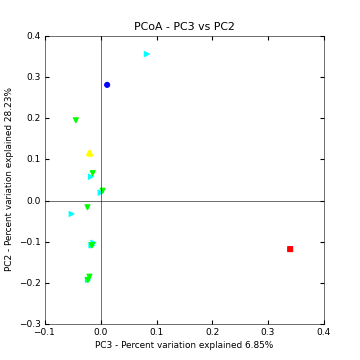 PCoA - PC3 vs PC2
0.4
0.3
0.2
0.1
0.0
−0.1
−0.2
−0.3
−0.1 0.0 0.1 0.2 0.3 0.4
PC2 - Percent variation explained 28.23%
PC3 - Percent variation explained 6.85%